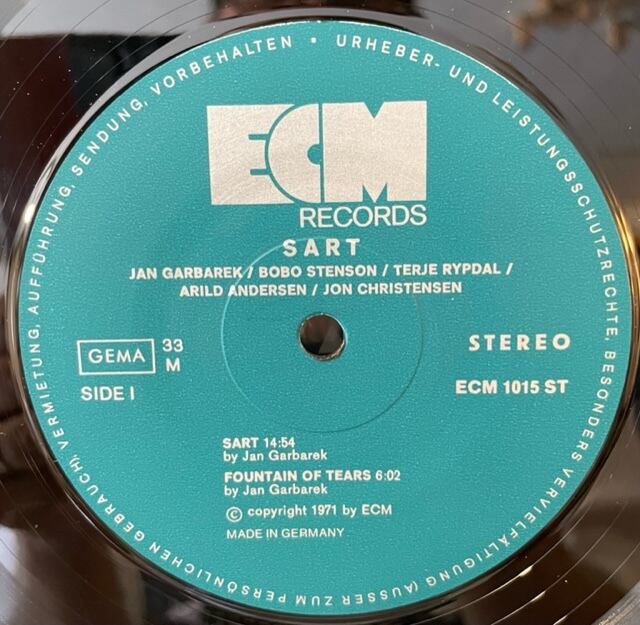 URHEBER- UND LEISTUNGSSCHUTZRECHTE, BESONDERS VERVIELFÄLTIGUNG (AUSSER ZUM PERSÖNLICHEN GEBRAUCH), VERMIETUNG, AUFFÜHRUNG, SENDUNG, VORBEHALTEN •
ECM
RECORDS
SART
JAN GARBAREK / BOBO STENSON / TERJE RYPDAL /
ARILD ANDERSEN / JON CHRISTENSEN
GEMA 33 M
STEREO
SIDE I
ECM 1015 ST
SART 14:54
by Jan Garbarek
FOUNTAIN OF TEARS 6:02
by Jan Garbarek
© copyright 1971 by ECM
MADE IN GERMANY